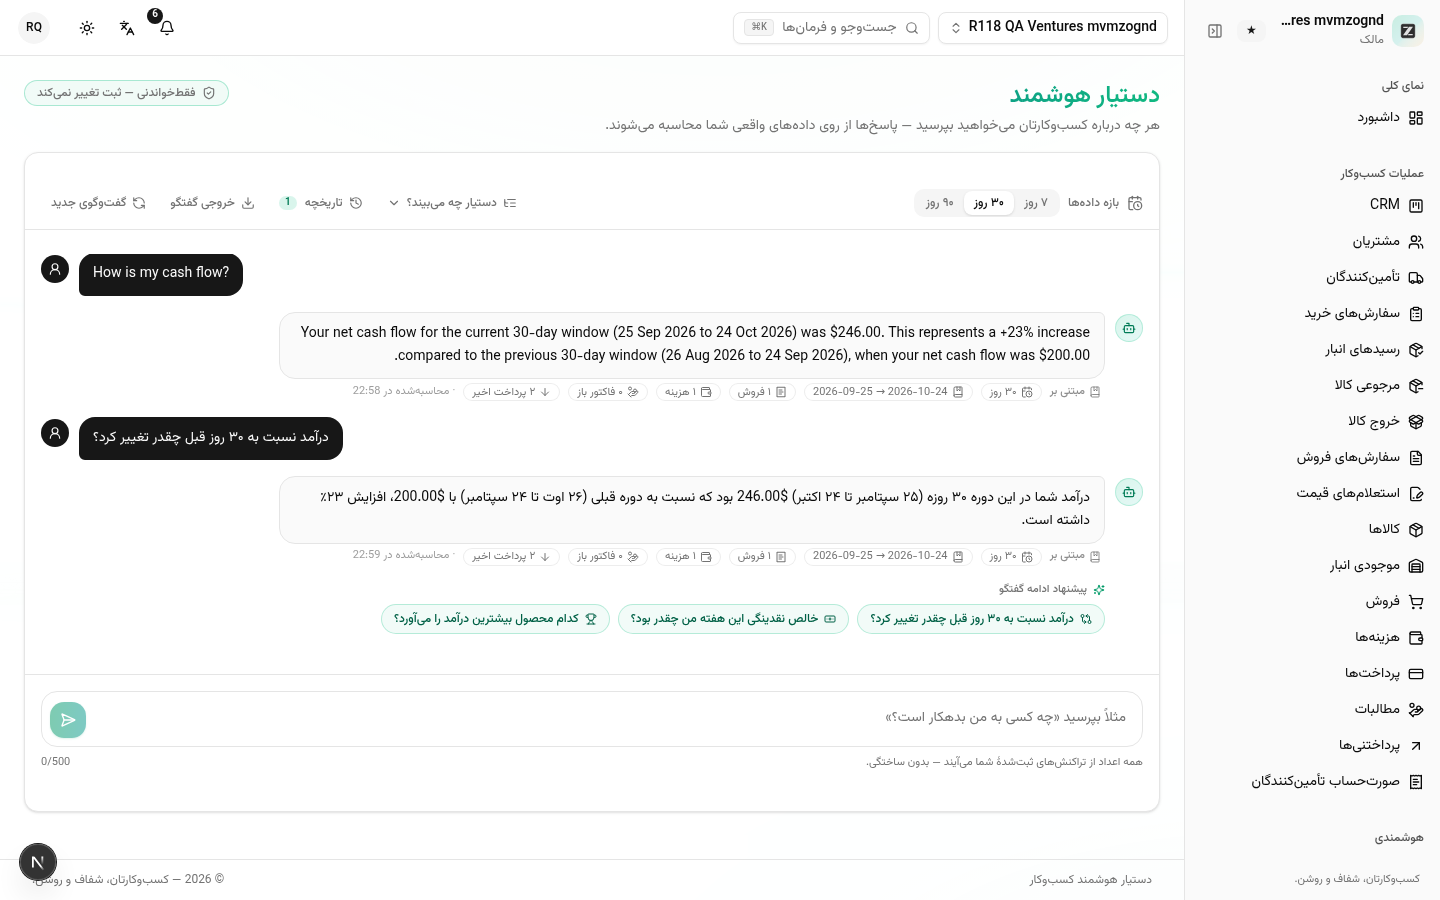 ...res mvmzognd
مالک
★
نمای کلی
داشبورد
عملیات کسب‌وکار
CRM
مشتریان
تأمین‌کنندگان
سفارش‌های خرید
رسیدهای انبار
مرجوعی کالا
خروج کالا
سفارش‌های فروش
استعلام‌های قیمت
کالاها
موجودی انبار
فروش
هزینه‌ها
پرداخت‌ها
مطالبات
پرداختنی‌ها
صورت‌حساب تأمین‌کنندگان
هوشمندی
کسب‌وکارتان، شفاف و روشن.
R118 QA Ventures mvmzognd
جست‌وجو و فرمان‌ها ⌘K
6
RQ
دستیار هوشمند
فقط‌خواندنی — ثبت تغییر نمی‌کند
هر چه درباره کسب‌وکارتان می‌خواهید بپرسید — پاسخ‌ها از روی داده‌های واقعی شما محاسبه می‌شوند.
بازه داده‌ها ۷ روز ۳۰ روز ۹۰ روز
دستیار چه می‌بیند؟ تاریخچه 1 خروجی گفتگو گفت‌وگوی جدید
How is my cash flow?
Your net cash flow for the current 30-day window (25 Sep 2026 to 24 Oct 2026) was $246.00. This represents a +23% increase
compared to the previous 30-day window (26 Aug 2026 to 24 Sep 2026), when your net cash flow was $200.00.
مبتنی بر ۳۰ روز 2026-09-25 → 2026-10-24 ۱ فروش ۱ هزینه ۰ فاکتور باز ۲ پرداخت اخیر · محاسبه‌شده در 22:58
درآمد نسبت به ۳۰ روز قبل چقدر تغییر کرد؟
درآمد شما در این دوره ۳۰ روزه (۲۵ سپتامبر تا ۲۴ اکتبر) $246.00 بود که نسبت به دوره قبلی (۲۶ اوت تا ۲۴ سپتامبر) با $200.00، افزایش ۲۳٪
داشته است.
مبتنی بر ۳۰ روز 2026-09-25 → 2026-10-24 ۱ فروش ۱ هزینه ۰ فاکتور باز ۲ پرداخت اخیر · محاسبه‌شده در 22:59
پیشنهاد ادامه گفتگو
درآمد نسبت به ۳۰ روز قبل چقدر تغییر کرد؟ خالص نقدینگی این هفته من چقدر بود؟ کدام محصول بیشترین درآمد را می‌آورد؟
مثلاً بپرسید «چه کسی به من بدهکار است؟»
همه اعداد از تراکنش‌های ثبت‌شدهٔ شما می‌آیند — بدون ساختگی.
0/500
دستیار هوشمند کسب‌وکار
© 2026 — کسب‌وکارتان، شفاف و روشن.
N